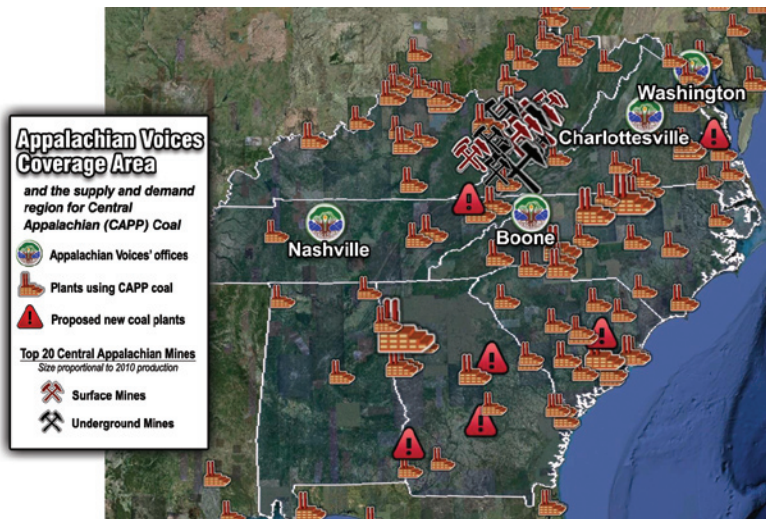 Appalachian Voices
Coverage Area
and the supply and demand
region for Central
Appalachian (CAPP) Coal
Appalachian Voices' offices
Plants using CAPP coal
Proposed new coal plants
Top 20 Central Appalachian Mines
Size proportional to 2010 production
Surface Mines
Underground Mines
Washington
Charlottesville
Nashville
Boone